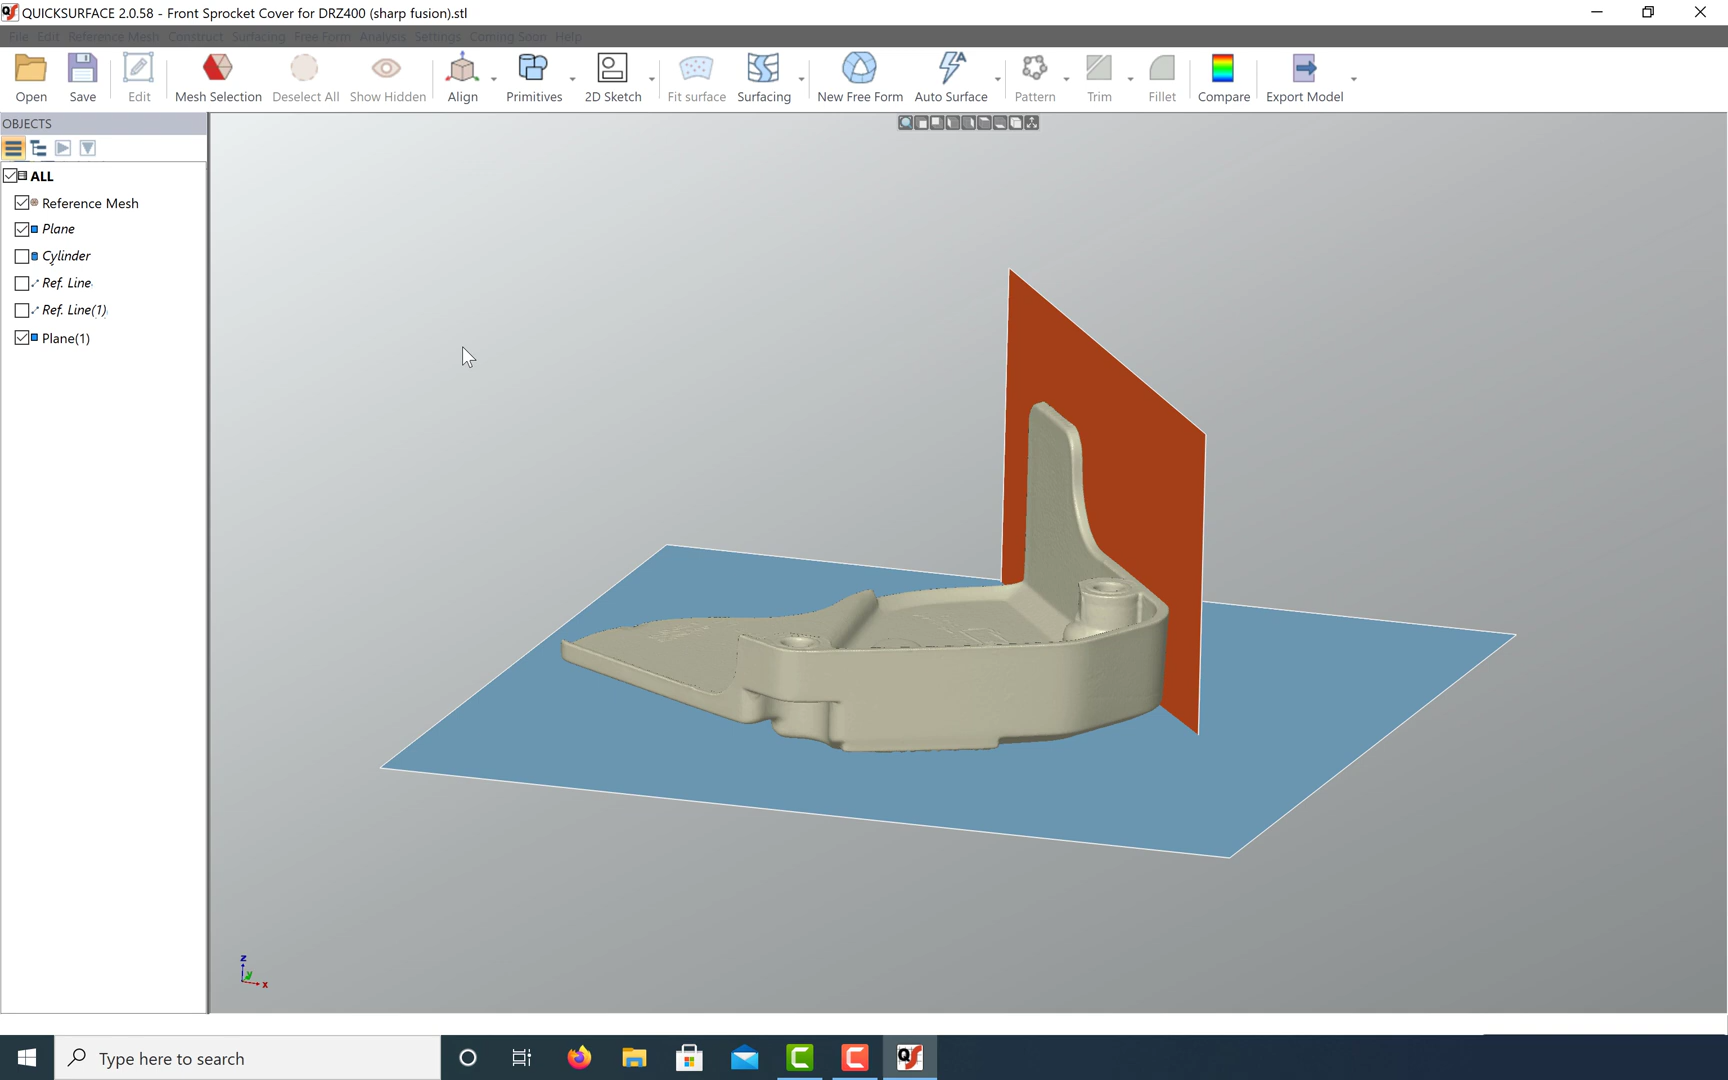 QUICKSURFACE 2.0.58 - Front Sprocket Cover for DRZ400 (sharp fusion).stl
File Edit Reference Mesh Construct Surfacing Free Form Analysis Settings Coming Soon Help
Open Save Edit Mesh Selection Deselect All Show Hidden Align Primitives 2D Sketch Fit surface Surfacing New Free Form Auto Surface Pattern Trim Fillet Compare Export Model
OBJECTS
ALL
Reference Mesh
Plane
Cylinder
Ref. Line
Ref. Line(1)
Plane(1)
z
y
x
Type here to search